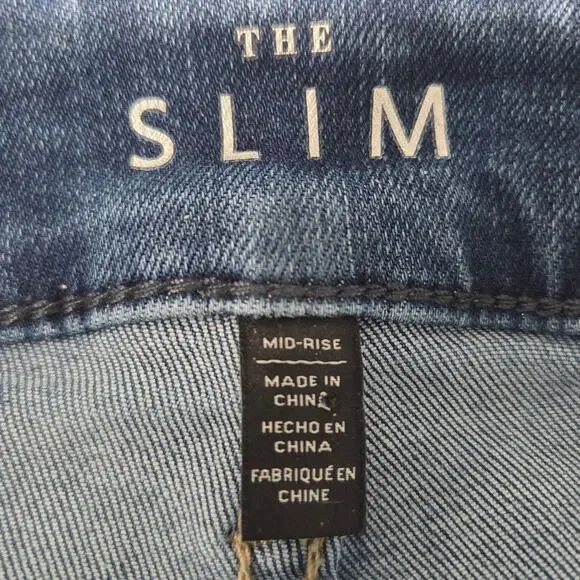 THE
SLIM
MID-RISE
MADE IN
CHINA
HECHO EN
CHINA
FABRIQUÉ EN
CHINE